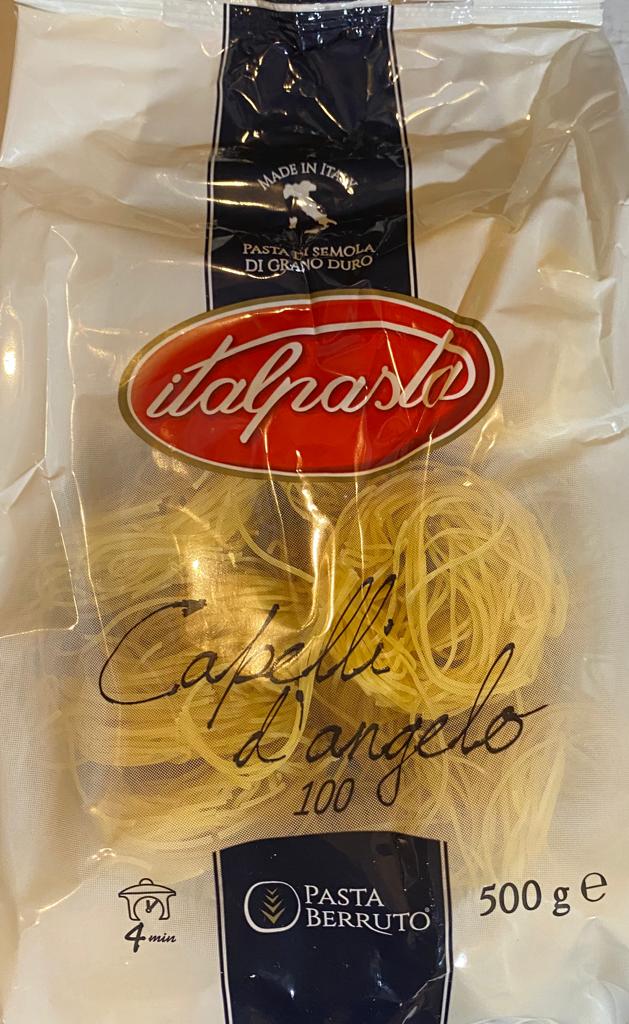 MADE IN ITALY
PASTA DI SEMOLA
DI GRANO DURO
italpasta
Capelli
d'angelo
100
4 min
PASTA
BERRUTO
500 g e